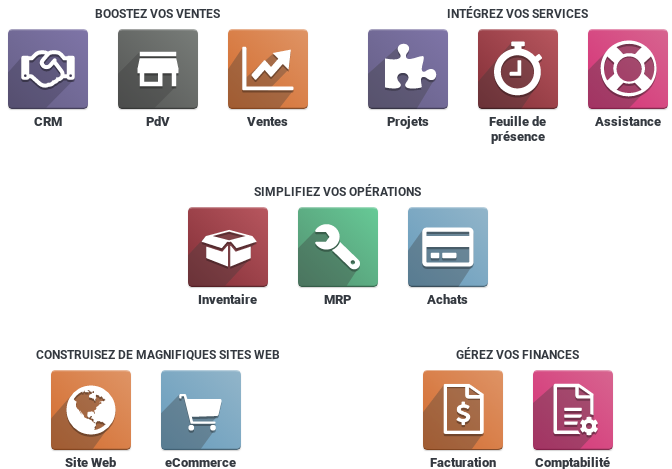 BOOSTEZ VOS VENTES
CRM
PdV
Ventes
INTÉGREZ VOS SERVICES
Projets
Feuille de
présence
Assistance
SIMPLIFIEZ VOS OPÉRATIONS
Inventaire
MRP
Achats
CONSTRUISEZ DE MAGNIFIQUES SITES WEB
Site Web
eCommerce
GÉREZ VOS FINANCES
$
Facturation
Comptabilité